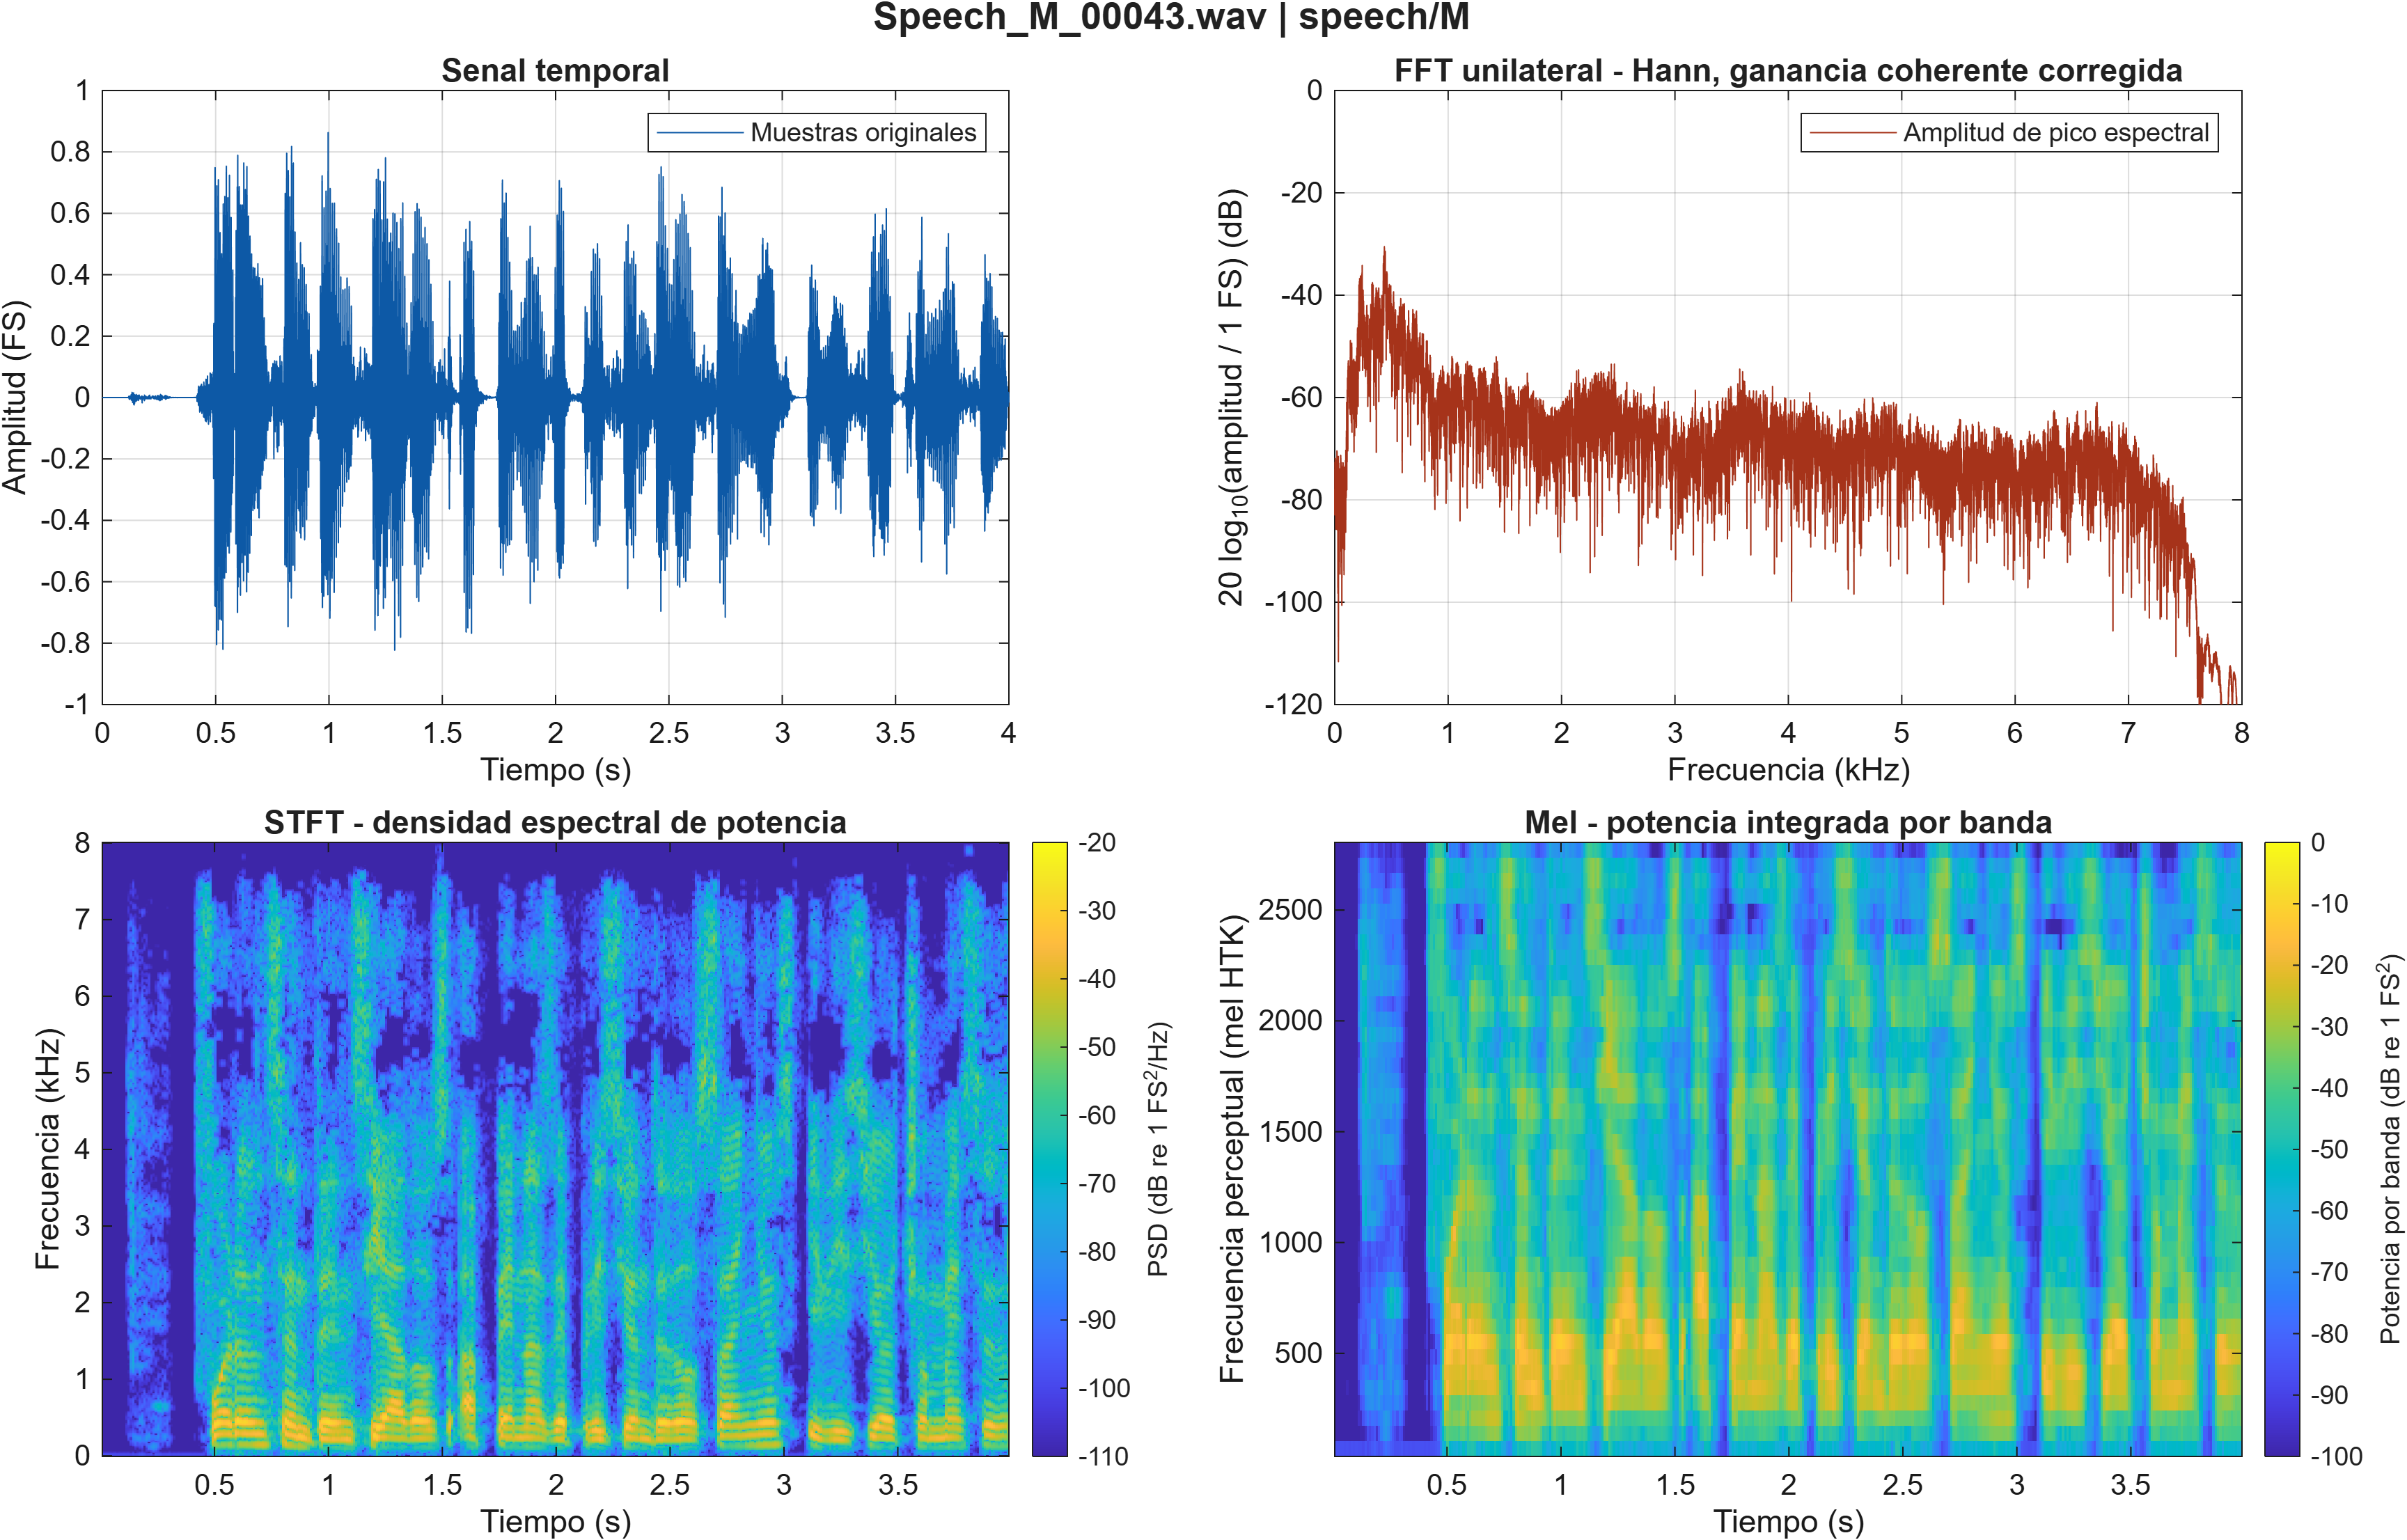 Speech_M_00043.wav | speech/M
Senal temporal
Muestras originales
Amplitud (FS)
1
0.8
0.6
0.4
0.2
0
-0.2
-0.4
-0.6
-0.8
-1
0 0.5 1 1.5 2 2.5 3 3.5 4
Tiempo (s)
FFT unilateral - Hann, ganancia coherente corregida
Amplitud de pico espectral
20 log10(amplitud / 1 FS) (dB)
0
-20
-40
-60
-80
-100
-120
0 1 2 3 4 5 6 7 8
Frecuencia (kHz)
STFT - densidad espectral de potencia
Frecuencia (kHz)
8
7
6
5
4
3
2
1
0
0.5 1 1.5 2 2.5 3 3.5
Tiempo (s)
-20
-30
-40
-50
-60
-70
-80
-90
-100
-110
PSD (dB re 1 FS²/Hz)
Mel - potencia integrada por banda
Frecuencia perceptual (mel HTK)
2500
2000
1500
1000
500
0.5 1 1.5 2 2.5 3 3.5
Tiempo (s)
0
-10
-20
-30
-40
-50
-60
-70
-80
-90
-100
Potencia por banda (dB re 1 FS²)